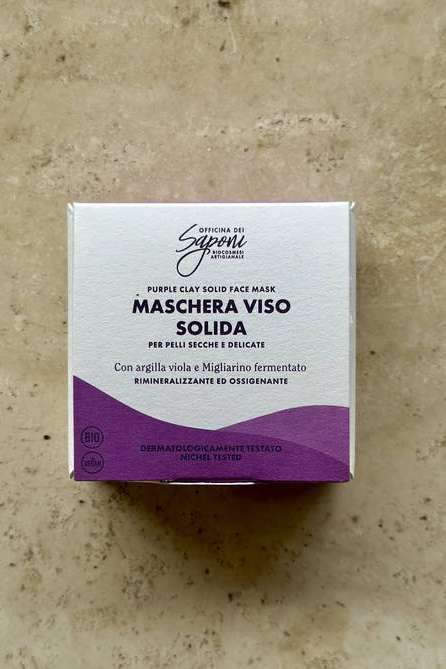 OFFICINA DEI
Saponi
BIOCOSMESI
ARTIGIANALE
PURPLE CLAY SOLID FACE MASK
MASCHERA VISO
SOLIDA
PER PELLI SECCHE E DELICATE
Con argilla viola e Migliarino fermentato
RIMINERALIZZANTE ED OSSIGENANTE
BIO
VEGAN
DERMATOLOGICAMENTE TESTATO
NICHEL TESTED